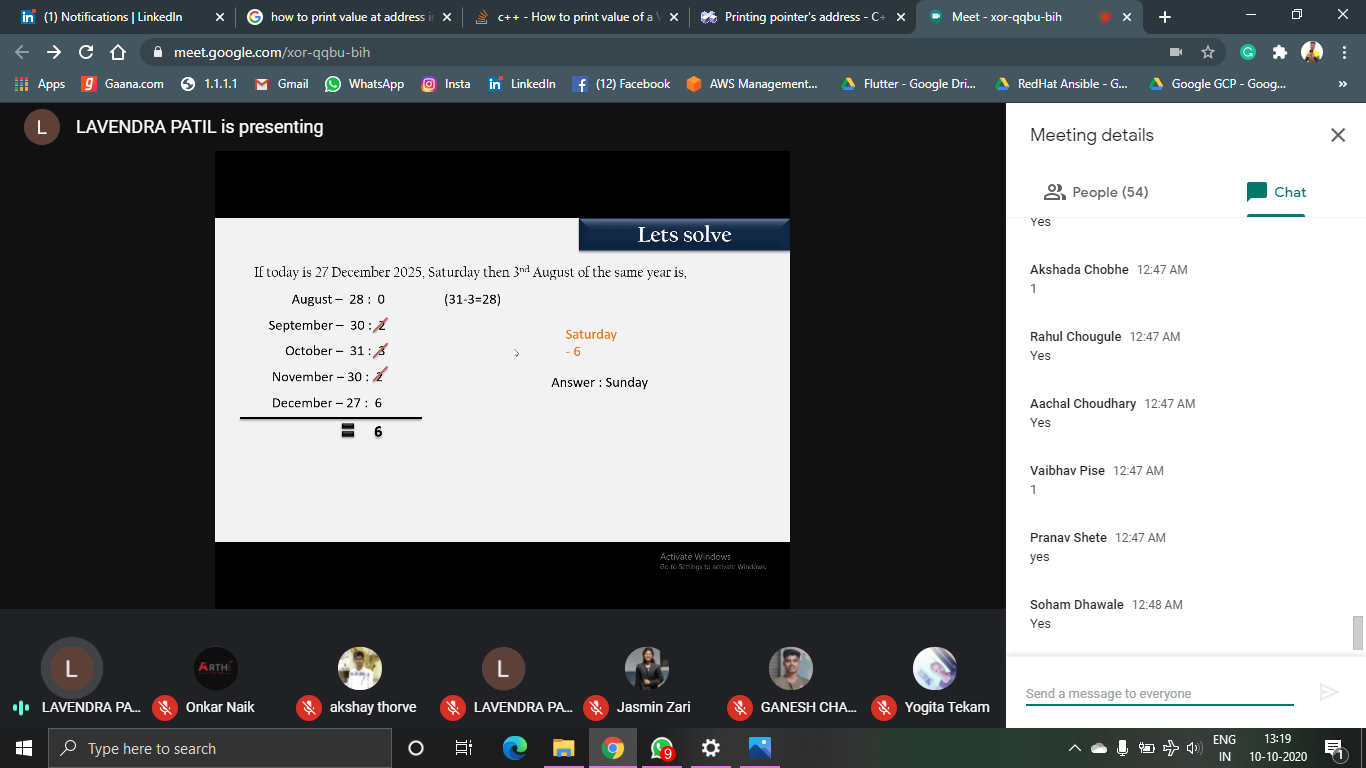 (1) Notifications | LinkedIn
how to print value at address i
c++ - How to print value of a
Printing pointer's address - C+
Meet - xor-qqbu-bih
meet.google.com/xor-qqbu-bih
Apps
Gaana.com
1.1.1.1
Gmail
WhatsApp
Insta
LinkedIn
(12) Facebook
AWS Management...
Flutter - Google Dri...
RedHat Ansible - G...
Google GCP - Goog...
L
LAVENDRA PATIL is presenting
Lets solve
If today is 27 December 2025, Saturday then 3rd August of the same year is,
August – 28 : 0 (31-3=28)
September – 30 : 2
October – 31 : 3
November – 30 : 2
December – 27 : 6
= 6
Saturday
- 6
Answer : Sunday
Activate Windows
Go to Settings to activate Windows.
L
LAVENDRA PA...
ARTH
Onkar Naik
akshay thorve
L
LAVENDRA PA...
Jasmin Zari
GANESH CHA...
Yogita Tekam
Meeting details
People (54)
Chat
Yes
Akshada Chobhe 12:47 AM
1
Rahul Chougule 12:47 AM
Yes
Aachal Choudhary 12:47 AM
Yes
Vaibhav Pise 12:47 AM
1
Pranav Shete 12:47 AM
yes
Soham Dhawale 12:48 AM
Yes
Send a message to everyone
Type here to search
9
ENG
IN
13:19
10-10-2020
1